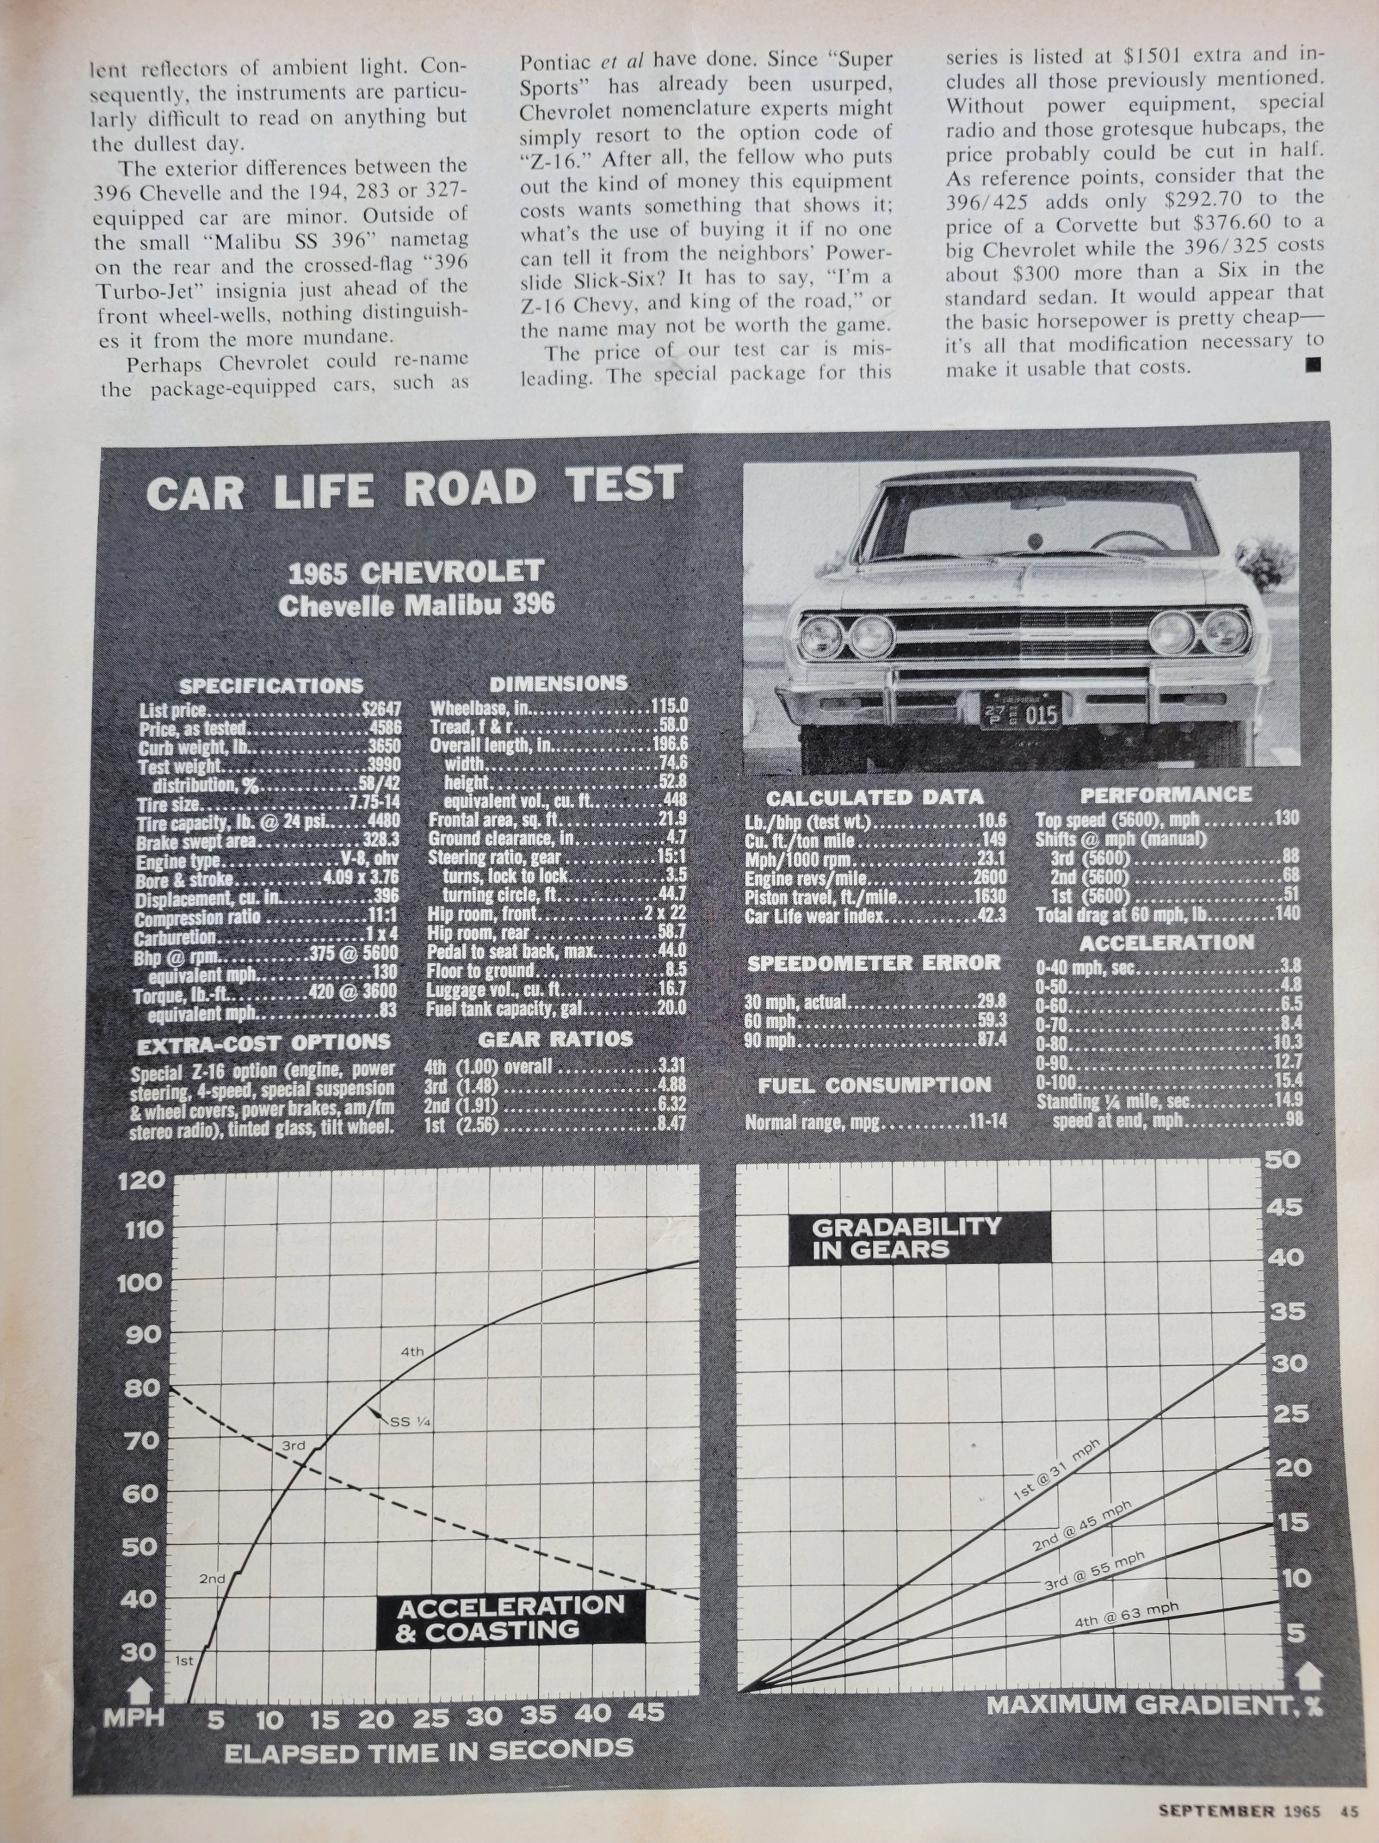 lent reflectors of ambient light. Con-
sequently, the instruments are particu-
larly difficult to read on anything but
the dullest day.
The exterior differences between the
396 Chevelle and the 194, 283 or 327-
equipped car are minor. Outside of
the small “Malibu SS 396” nametag
on the rear and the crossed-flag “396
Turbo-Jet” insignia just ahead of the
front wheel-wells, nothing distinguish-
es it from the more mundane.
Perhaps Chevrolet could re-name
the package-equipped cars, such as
Pontiac et al have done. Since “Super
Sports” has already been usurped,
Chevrolet nomenclature experts might
simply resort to the option code of
“Z-16.” After all, the fellow who puts
out the kind of money this equipment
costs wants something that shows it;
what’s the use of buying it if no one
can tell it from the neighbors’ Power-
slide Slick-Six? It has to say, “I’m a
Z-16 Chevy, and king of the road,” or
the name may not be worth the game.
The price of our test car is mis-
leading. The special package for this
series is listed at $1501 extra and in-
cludes all those previously mentioned.
Without power equipment, special
radio and those grotesque hubcaps, the
price probably could be cut in half.
As reference points, consider that the
396/425 adds only $292.70 to the
price of a Corvette but $376.60 to a
big Chevrolet while the 396/325 costs
about $300 more than a Six in the
standard sedan. It would appear that
the basic horsepower is pretty cheap—
it’s all that modification necessary to
make it usable that costs. ■
CAR LIFE ROAD TEST
1965 CHEVROLET
Chevelle Malibu 396
SPECIFICATIONS
List price....................$2647
Price, as tested................4586
Curb weight, lb................3650
Test weight...................3990
distribution, %.............58/42
Tire size...................7.75-14
Tire capacity, lb. @ 24 psi......4480
Brake swept area..............328.3
Engine type................V-8, ohv
Bore & stroke...........4.09 x 3.76
Displacement, cu. in.............396
Compression ratio..............11:1
Carburetion...................1 x 4
Bhp @ rpm...........375 @ 5600
equivalent mph...............130
Torque, lb.-ft..........420 @ 3600
equivalent mph................83
EXTRA-COST OPTIONS
Special Z-16 option (engine, power
steering, 4-speed, special suspension
& wheel covers, power brakes, am/fm
stereo radio), tinted glass, tilt wheel.
DIMENSIONS
Wheelbase, in................115.0
Tread, f & r...................58.0
Overall length, in.............196.6
width.......................74.6
height......................52.8
equivalent vol., cu. ft.........448
Frontal area, sq. ft.............21.9
Ground clearance, in............4.7
Steering ratio, gear............15:1
turns, lock to lock............3.5
turning circle, ft.............44.7
Hip room, front............2 x 22
Hip room, rear................58.7
Pedal to seat back, max........44.0
Floor to ground................8.5
Luggage vol., cu. ft............16.7
Fuel tank capacity, gal.........20.0
GEAR RATIOS
4th (1.00) overall.............3.31
3rd (1.48)....................4.88
2nd (1.91)....................6.32
1st (2.56)....................8.47
27
P
015
CALCULATED DATA
Lb./bhp (test wt.).............10.6
Cu. ft./ton mile................149
Mph/1000 rpm...............23.1
Engine revs/mile..............2600
Piston travel, ft./mile..........1630
Car Life wear index............42.3
SPEEDOMETER ERROR
30 mph, actual................29.8
60 mph......................59.3
90 mph......................87.4
FUEL CONSUMPTION
Normal range, mpg..........11-14
PERFORMANCE
Top speed (5600), mph.........130
Shifts @ mph (manual)
3rd (5600)...................88
2nd (5600)...................68
1st (5600)...................51
Total drag at 60 mph, lb........140
ACCELERATION
0-40 mph, sec.................3.8
0-50.........................4.8
0-60.........................6.5
0-70.........................8.4
0-80........................10.3
0-90........................12.7
0-100.......................15.4
Standing ¼ mile, sec..........14.9
speed at end, mph.............98
120
110
100
90
80
70
60
50
40
30
MPH
4th
SS ¼
3rd
2nd
1st
ACCELERATION
& COASTING
5 10 15 20 25 30 35 40 45
ELAPSED TIME IN SECONDS
GRADABILITY
IN GEARS
50
45
40
35
30
25
20
15
10
5
1st @ 31 mph
2nd @ 45 mph
3rd @ 55 mph
4th @ 63 mph
MAXIMUM GRADIENT, %
SEPTEMBER 1965 45